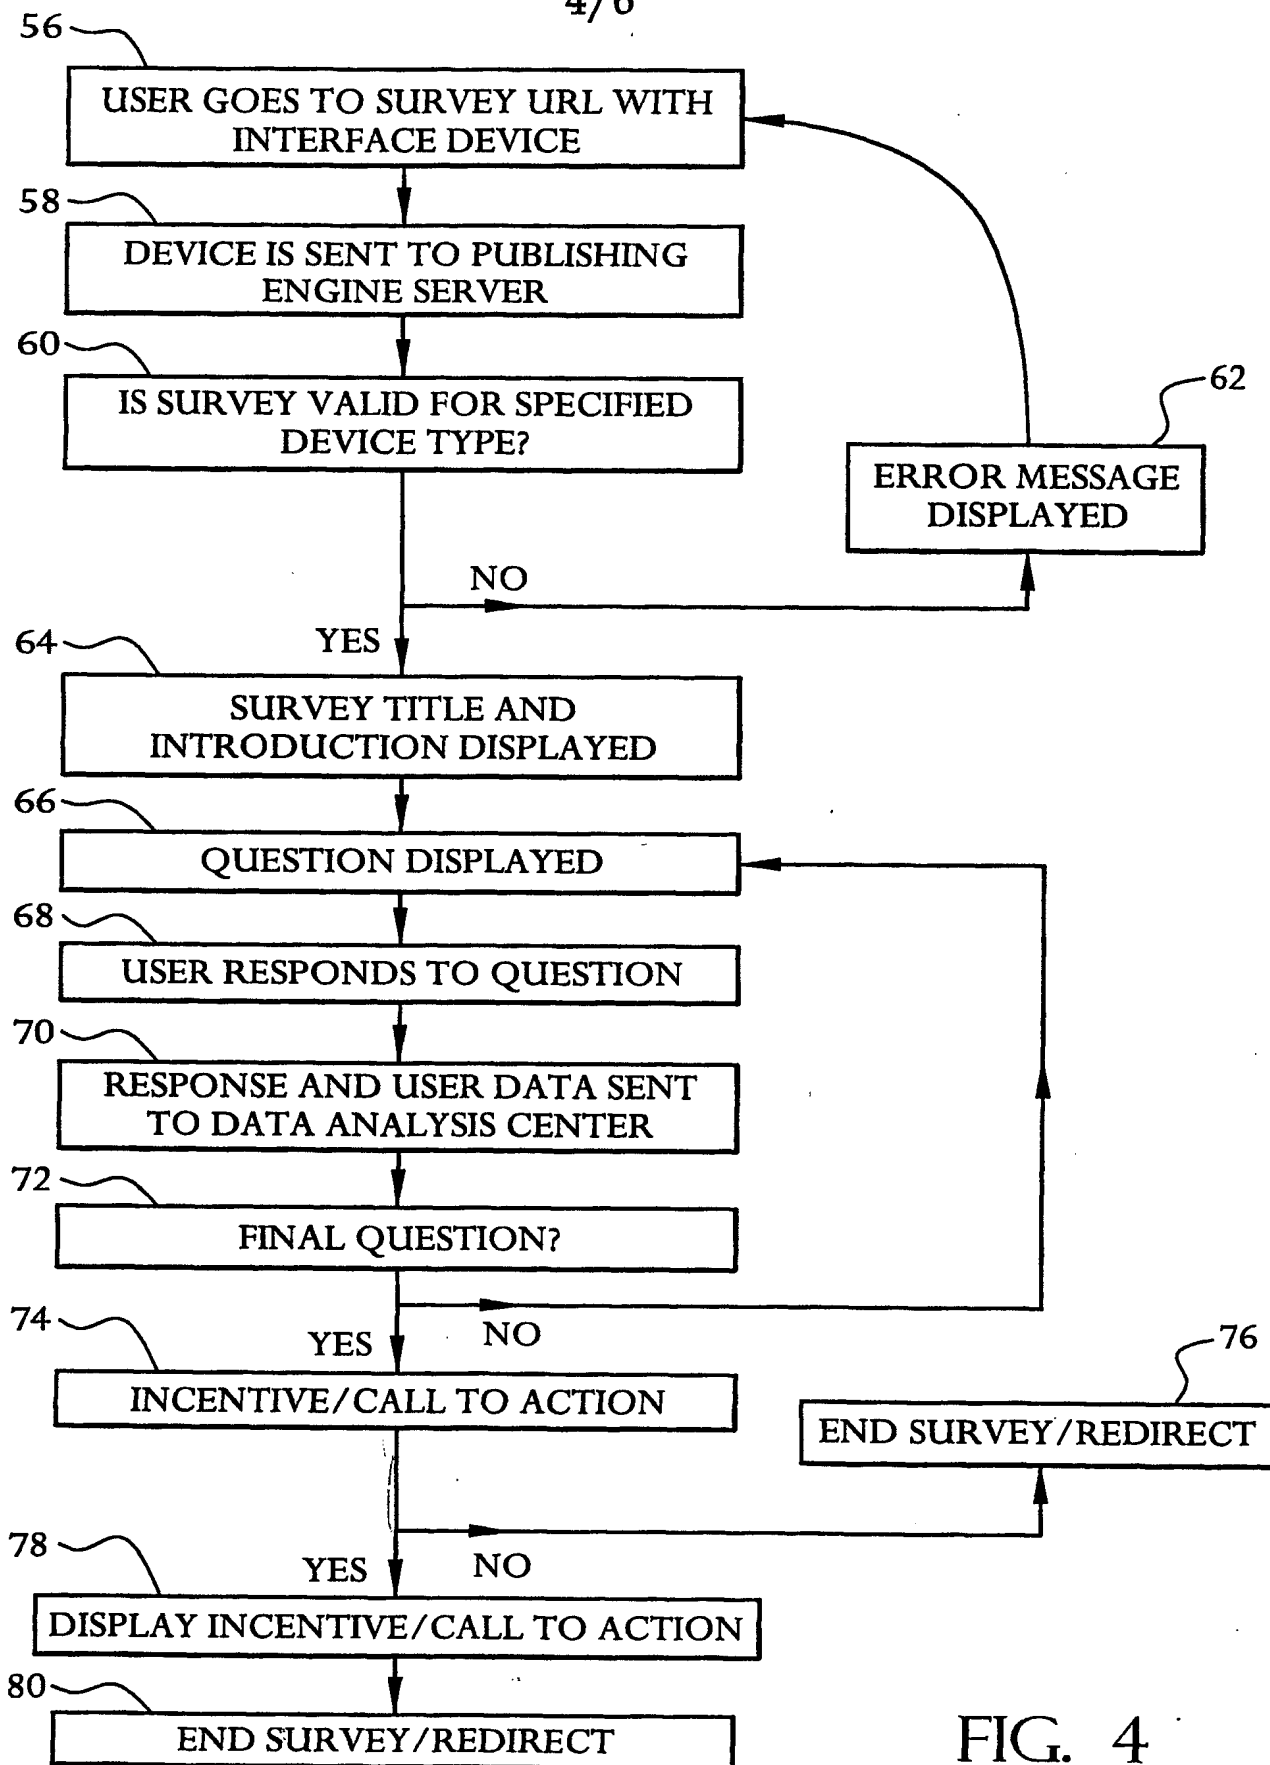 4/6
56
USER GOES TO SURVEY URL WITH
INTERFACE DEVICE
58
DEVICE IS SENT TO PUBLISHING
ENGINE SERVER
60
IS SURVEY VALID FOR SPECIFIED
DEVICE TYPE?
62
ERROR MESSAGE
DISPLAYED
NO
YES
64
SURVEY TITLE AND
INTRODUCTION DISPLAYED
66
QUESTION DISPLAYED
68
USER RESPONDS TO QUESTION
70
RESPONSE AND USER DATA SENT
TO DATA ANALYSIS CENTER
72
FINAL QUESTION?
NO
YES
74
INCENTIVE/CALL TO ACTION
76
END SURVEY/REDIRECT
NO
YES
78
DISPLAY INCENTIVE/CALL TO ACTION
80
END SURVEY/REDIRECT
FIG. 4